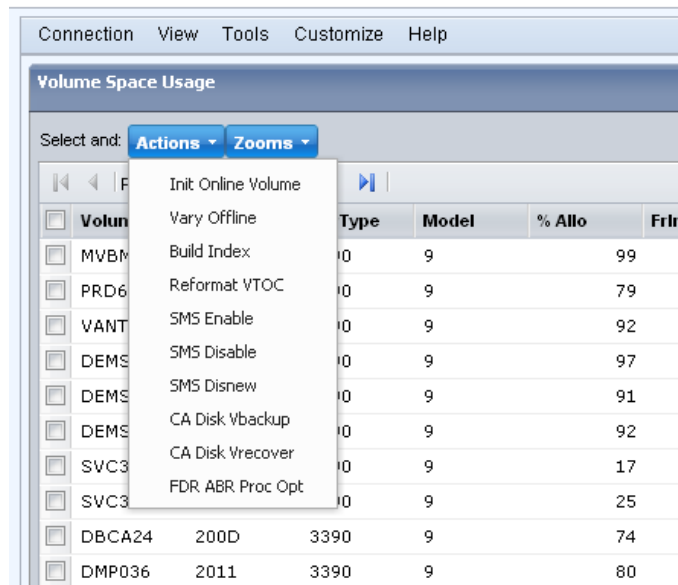 Connection View Tools Customize Help
Volume Space Usage
Select and: Actions Zooms
Init Online Volume
Vary Offline
Build Index
Reformat VTOC
SMS Enable
SMS Disable
SMS Disnew
CA Disk Vbackup
CA Disk Vrecover
FDR ABR Proc Opt
Type Model % Allo
9 99
9 79
9 92
9 97
9 91
9 92
9 17
9 25
DBCA24 200D 3390 9 74
DMP036 2011 3390 9 80